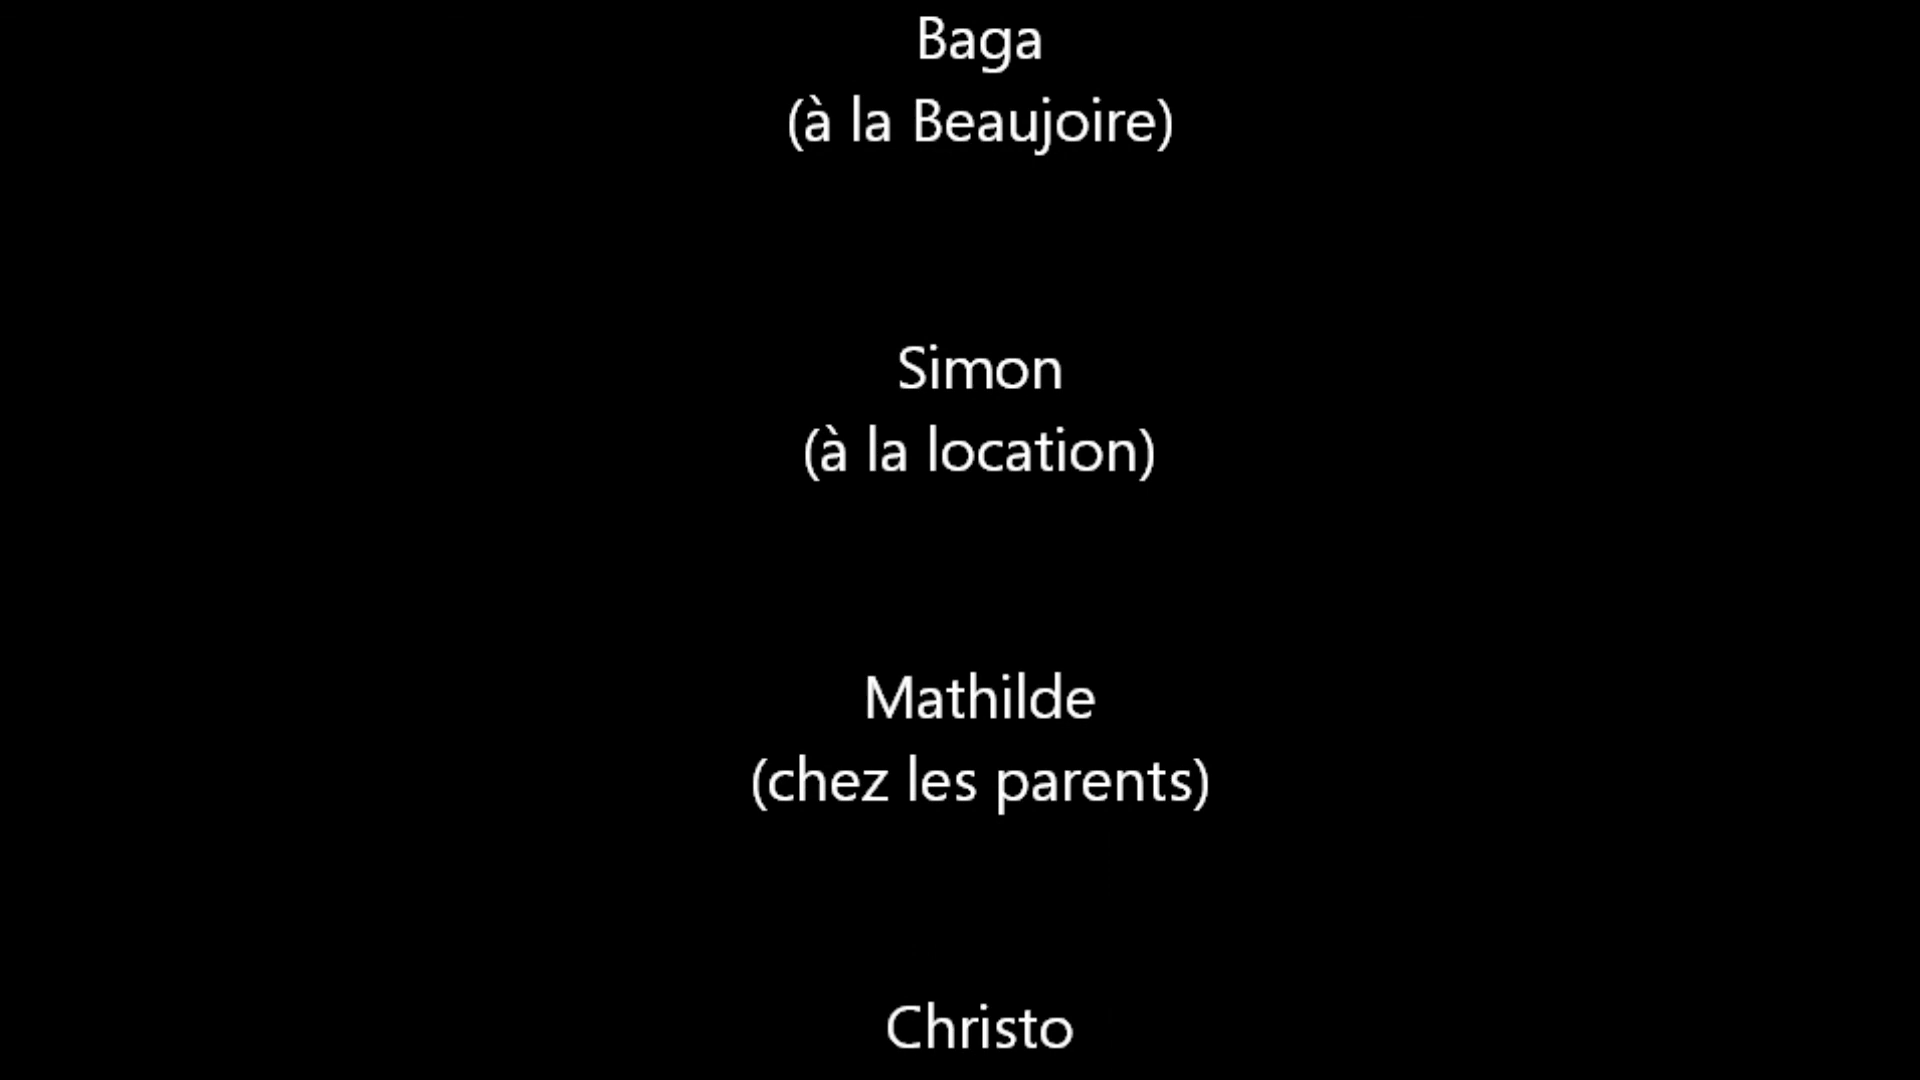 Baga
(à la Beaujoire)
Simon
(à la location)
Mathilde
(chez les parents)
Christo